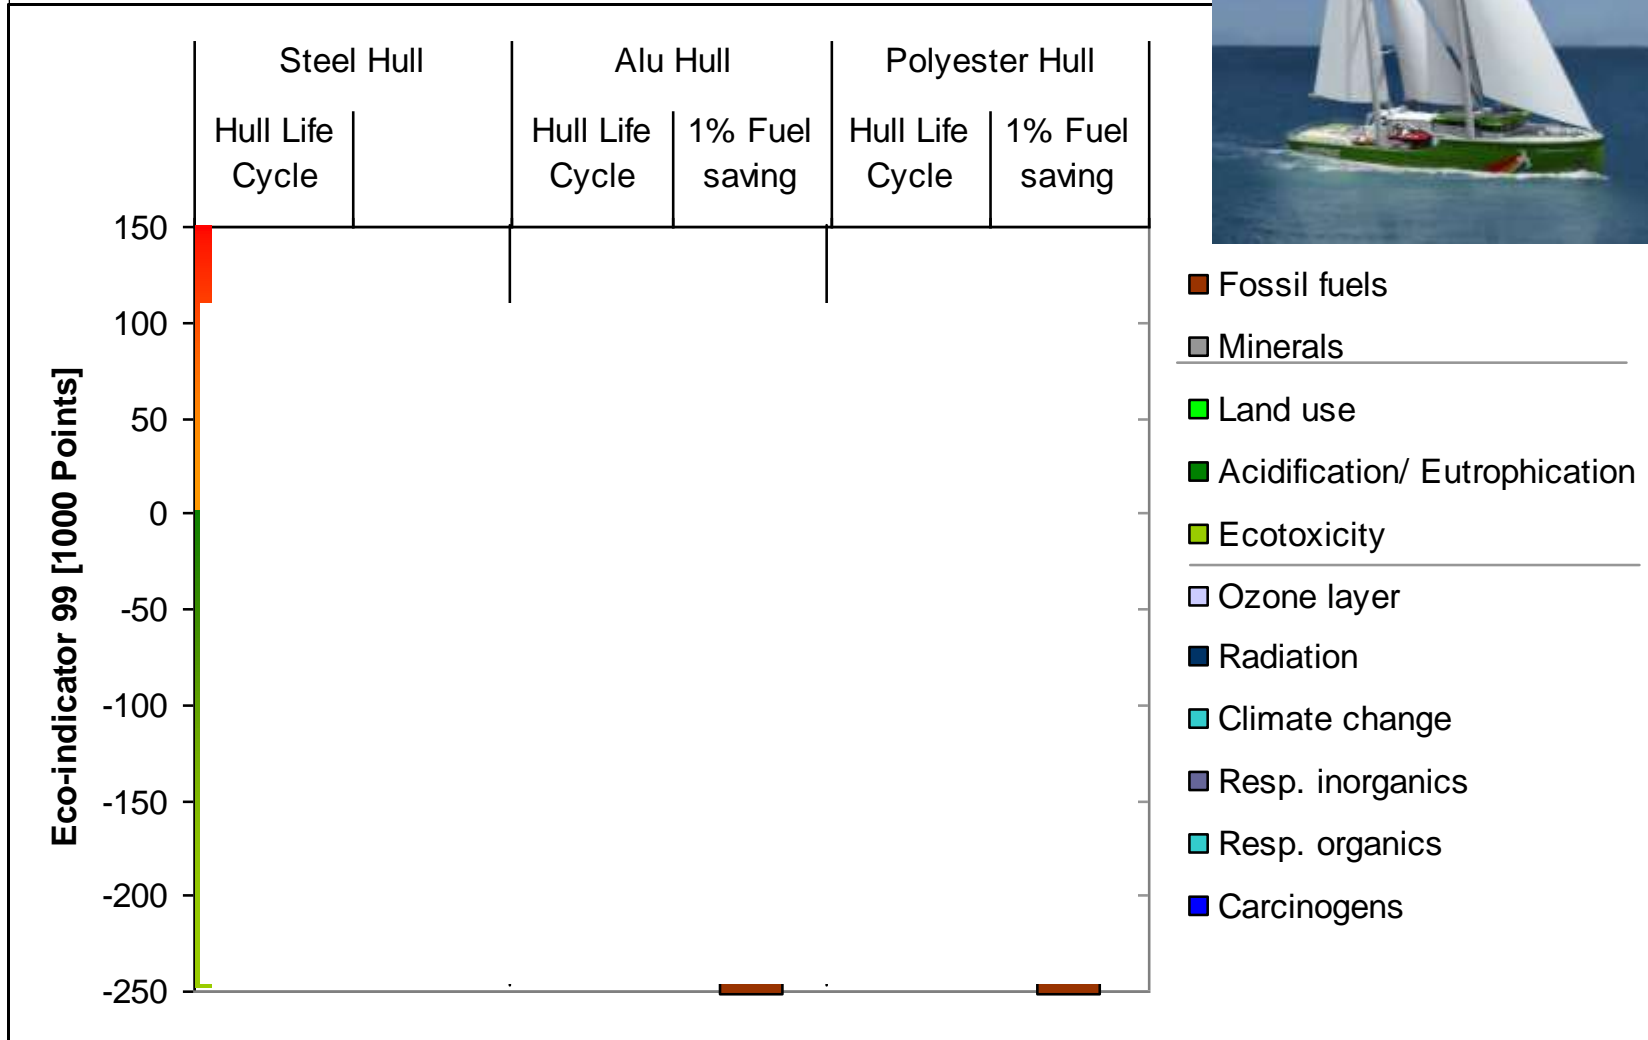 Steel Hull Alu Hull Polyester Hull
Hull Life Cycle
Hull Life Cycle
1% Fuel saving
Hull Life Cycle
1% Fuel saving
Eco-indicator 99 [1000 Points]
150
100
50
0
-50
-100
-150
-200
-250
Fossil fuels
Minerals
Land use
Acidification/ Eutrophication
Ecotoxicity
Ozone layer
Radiation
Climate change
Resp. inorganics
Resp. organics
Carcinogens